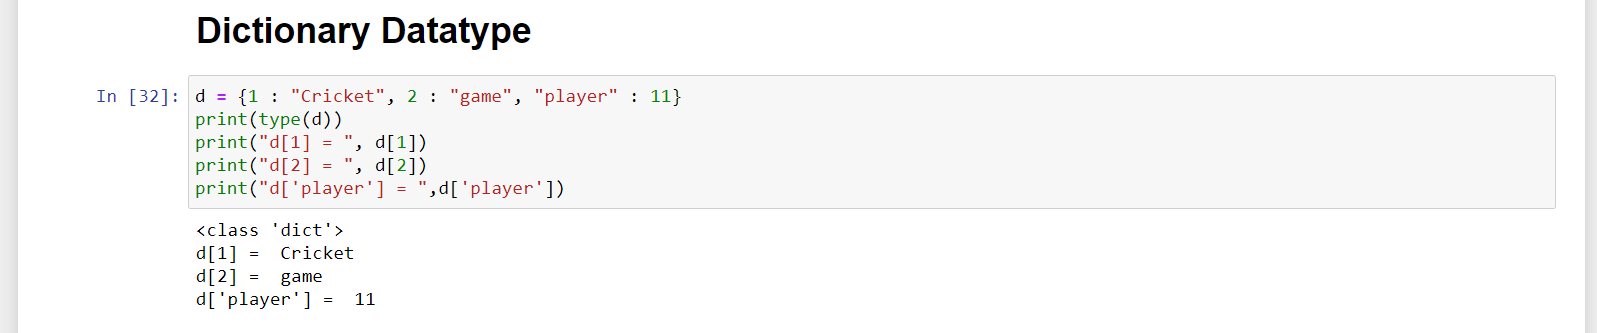 Dictionary Datatype
In [32]: d = {1 : "Cricket", 2 : "game", "player" : 11}
print(type(d))
print("d[1] = ", d[1])
print("d[2] = ", d[2])
print("d['player'] = ",d['player'])
<class 'dict'>
d[1] =  Cricket
d[2] =  game
d['player'] =  11